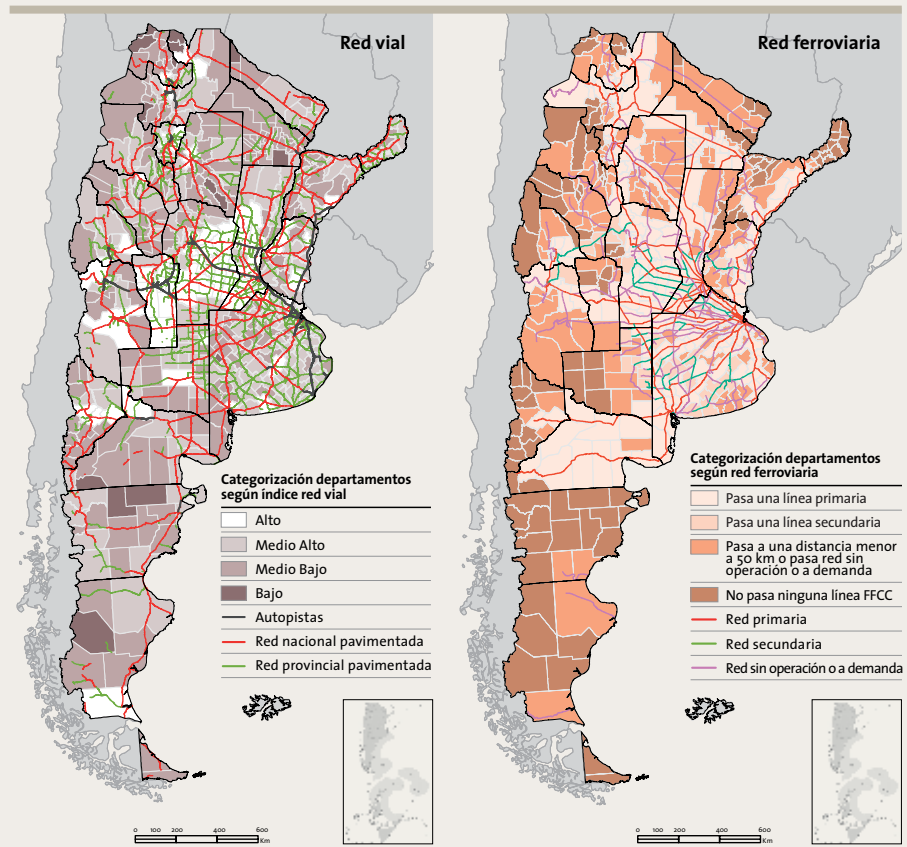 Red vial
Categorización departamentos
según índice red vial
Alto
Medio Alto
Medio Bajo
Bajo
Autopistas
Red nacional pavimentada
Red provincial pavimentada
0 100 200 400 600
Km
Red ferroviaria
Categorización departamentos
según red ferroviaria
Pasa una línea primaria
Pasa una línea secundaria
Pasa a una distancia menor
a 50 km o pasa red sin
operación o a demanda
No pasa ninguna línea FFCC
Red primaria
Red secundaria
Red sin operación o a demanda
0 100 200 400 600
Km